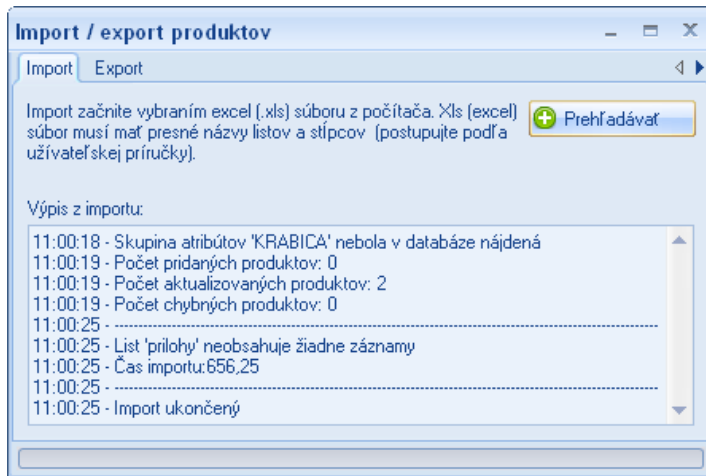 Import / export produktov
Import Export
Import začnite vybraním excel (.xls) súboru z počítača. Xls (excel)
súbor musí mať presné názvy listov a stĺpcov (postupujte podľa
užívateľskej príručky).
Prehľadávať
Výpis z importu:
11:00:18 - Skupina atribútov 'KRABICA' nebola v databáze nájdená
11:00:19 - Počet pridaných produktov: 0
11:00:19 - Počet aktualizovaných produktov: 2
11:00:19 - Počet chybných produktov: 0
11:00:25 - --------------------------------------------------------------------------------
11:00:25 - List 'prilohy' neobsahuje žiadne záznamy
11:00:25 - Čas importu:656,25
11:00:25 - --------------------------------------------------------------------------------
11:00:25 - Import ukončený